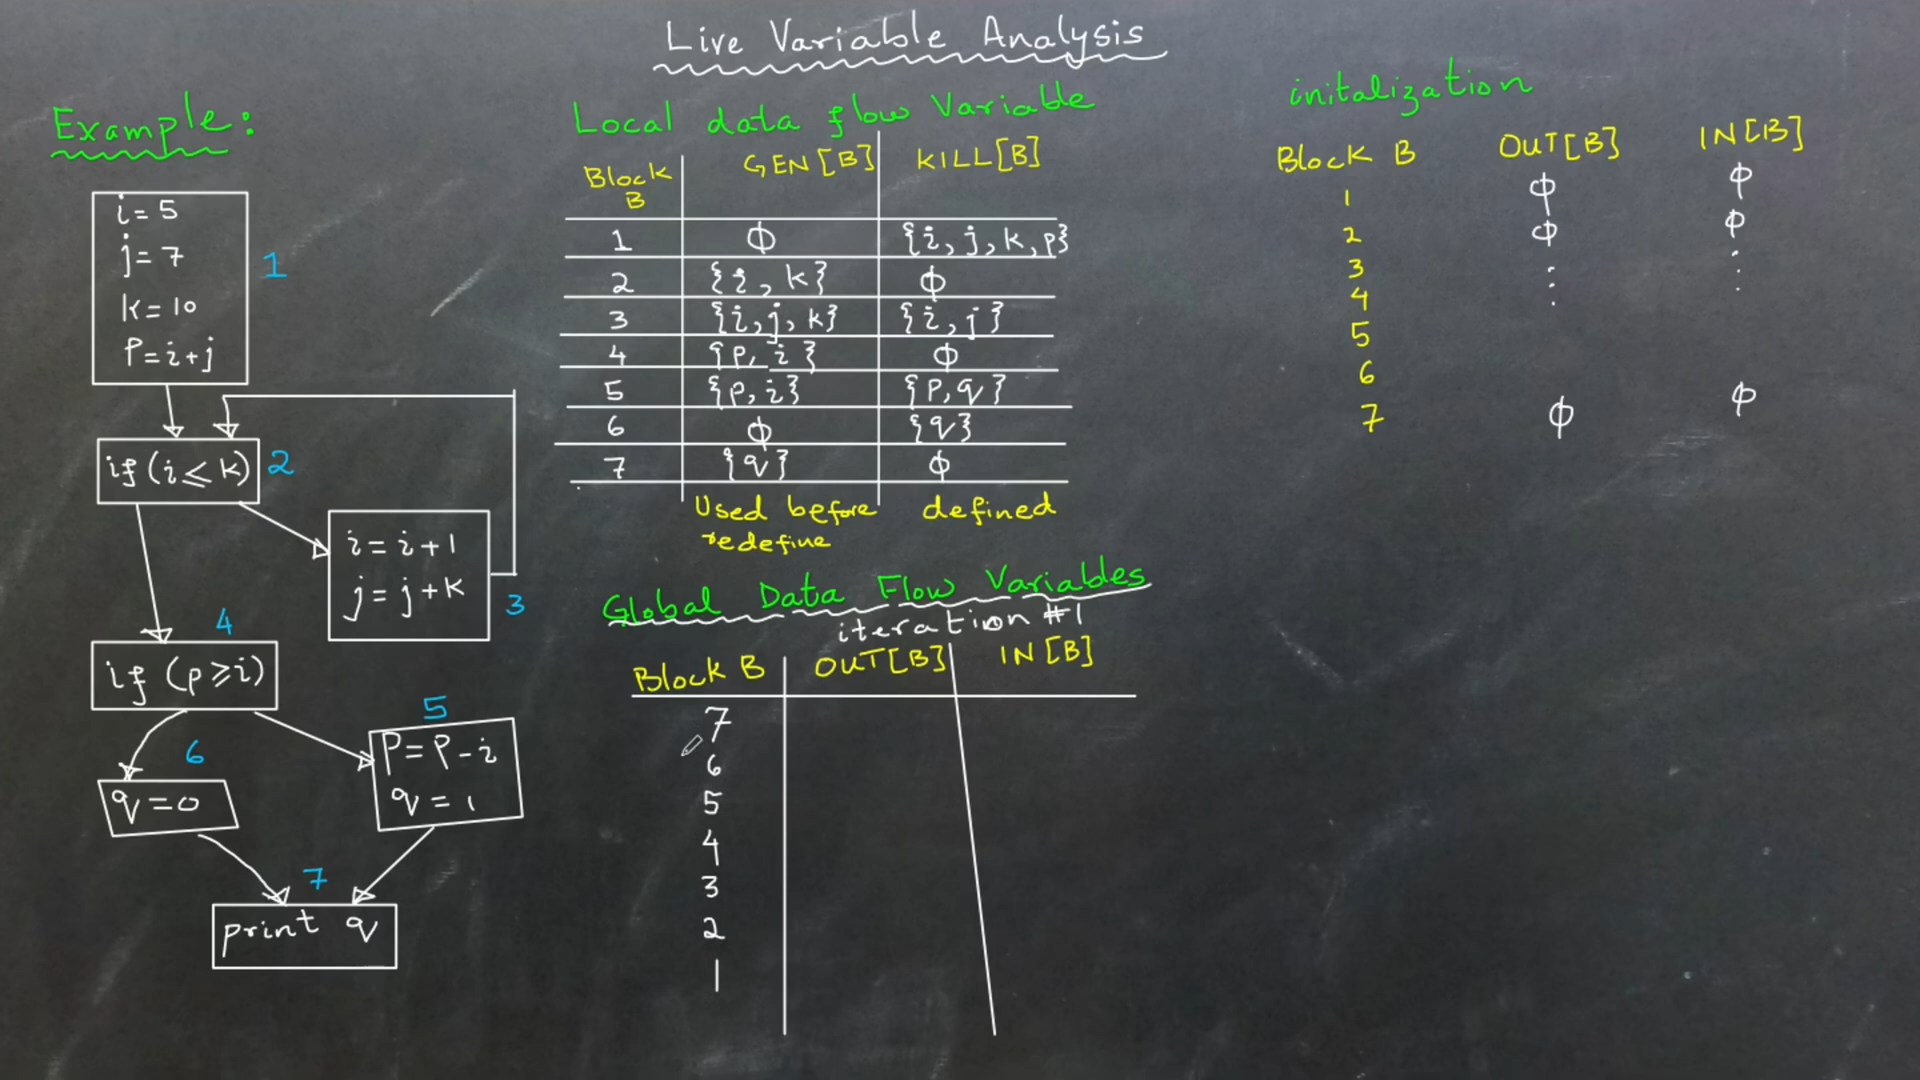 Live Variable Analysis
Example:
i = 5
j = 7
k = 10
P = i + j
1
if (i ≤ k)
2
i = i + 1
j = j + k
3
4
if (p ≥ i)
5
P = P - i
q = 1
6
q = 0
7
print q
Local data flow Variable
Block B GEN[B] KILL[B]
1 Φ {i, j, k, p}
2 {i, k} Φ
3 {i, j, k} {i, j}
4 {p, i} Φ
5 {p, i} {p, q}
6 Φ {q}
7 {q} Φ
Used before defined
redefine
Global Data Flow Variables
iteration #1
Block B OUT[B] IN[B]
7
6
5
4
3
2
1
initalization
Block B OUT[B] IN[B]
1 Φ Φ
2 Φ Φ
3 : :
4
5
6
7 Φ Φ